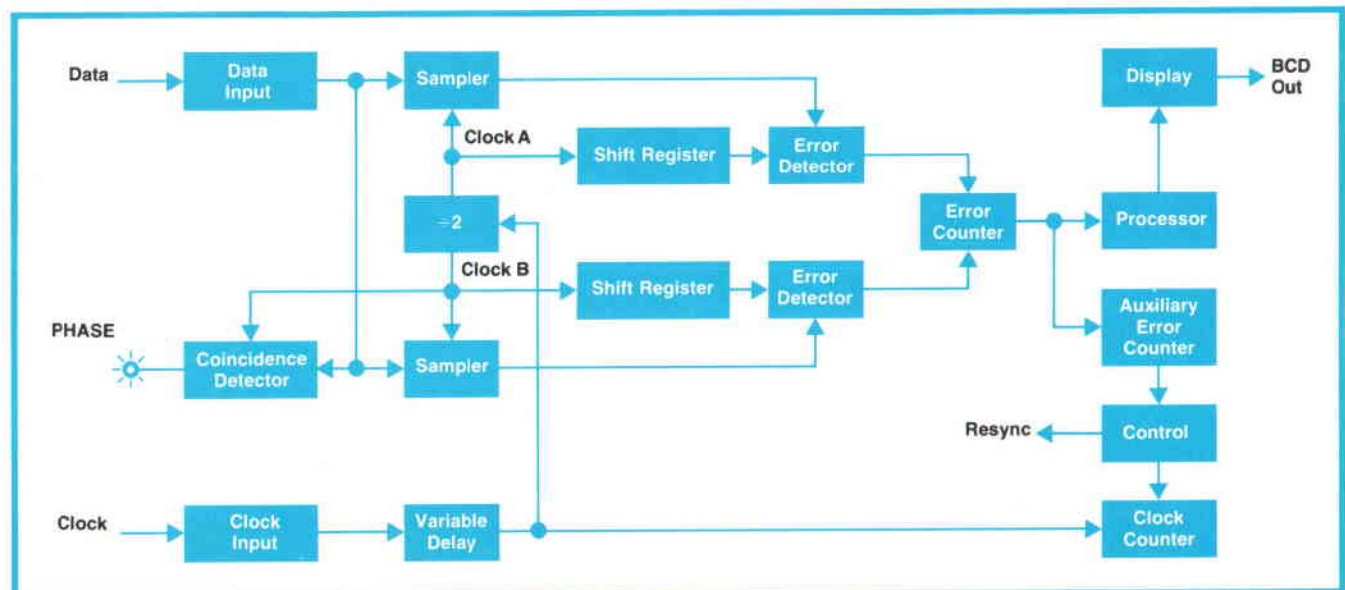 Data
Data
Input
Sampler
Display
BCD
Out
Clock A
Shift Register
Error
Detector
÷2
Error
Counter
Processor
Clock B
Shift Register
Error
Detector
PHASE
Coincidence
Detector
Sampler
Auxiliary
Error
Counter
Resync
Control
Clock
Clock
Input
Variable
Delay
Clock
Counter